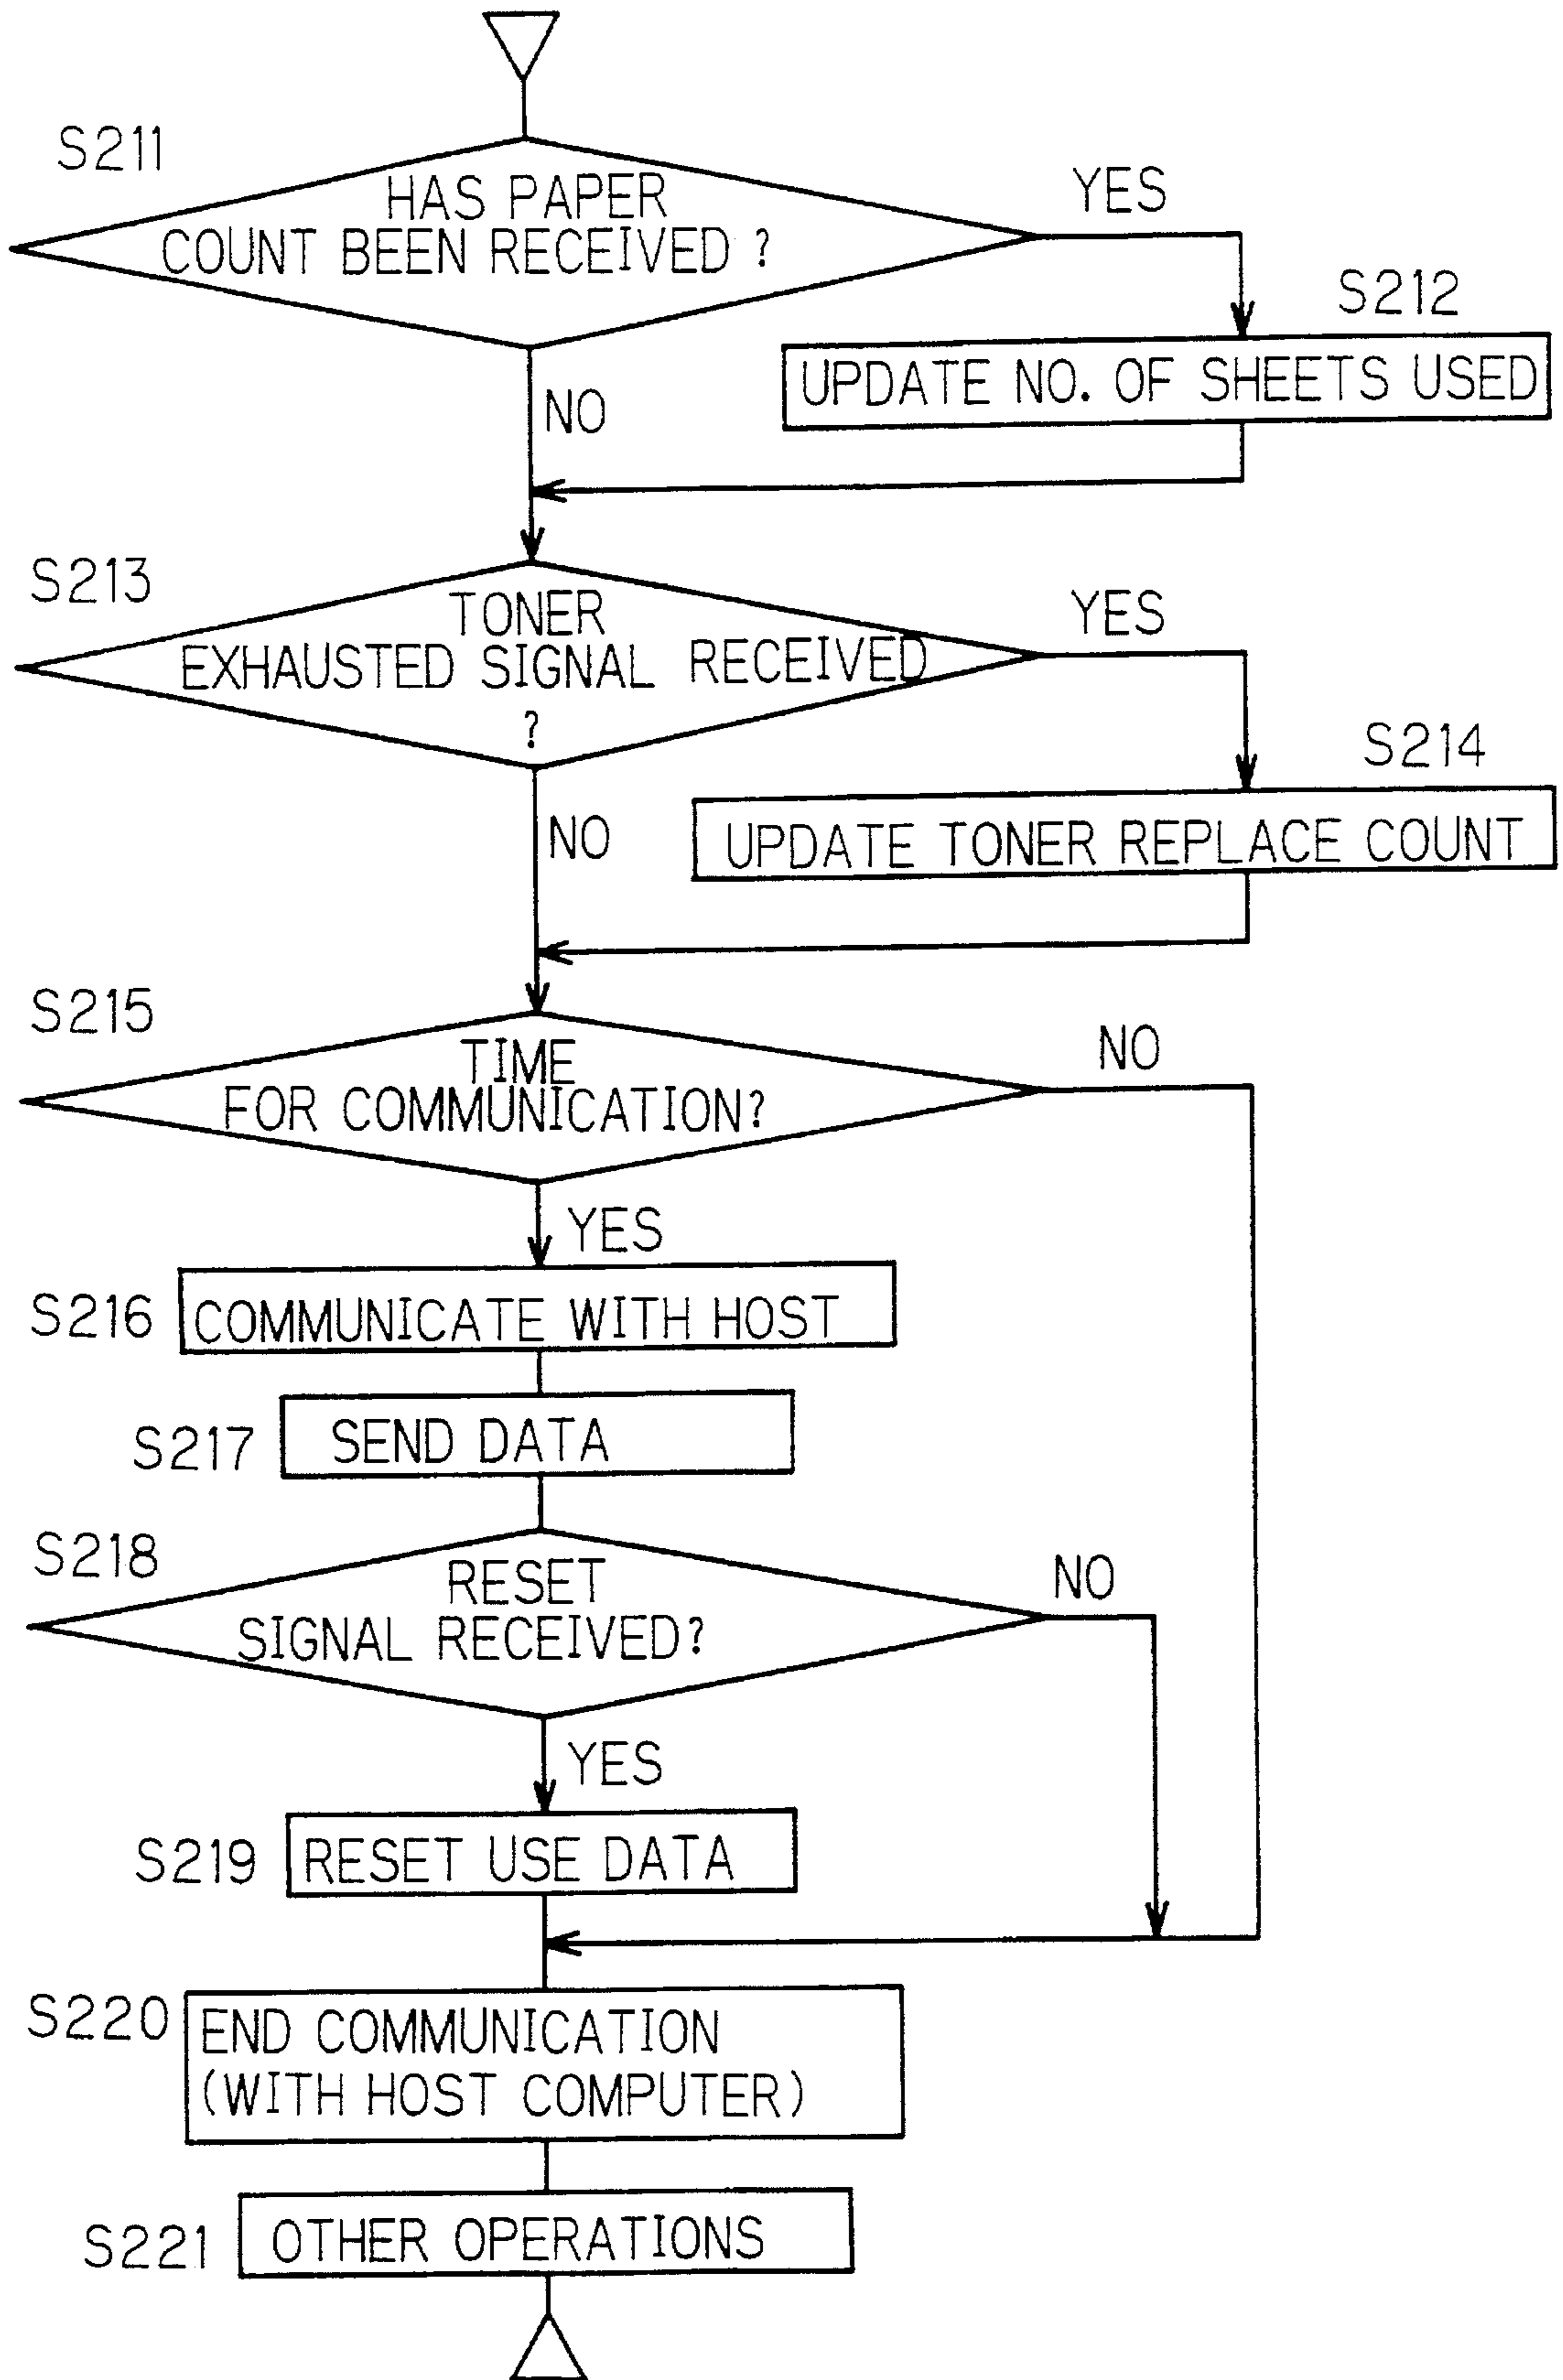 S211
HAS PAPER
COUNT BEEN RECEIVED ?
YES
S212
UPDATE NO. OF SHEETS USED
NO
S213
TONER
EXHAUSTED SIGNAL RECEIVED
?
YES
S214
UPDATE TONER REPLACE COUNT
NO
S215
TIME
FOR COMMUNICATION?
NO
YES
S216
COMMUNICATE WITH HOST
S217
SEND DATA
S218
RESET
SIGNAL RECEIVED?
NO
YES
S219
RESET USE DATA
S220
END COMMUNICATION
(WITH HOST COMPUTER)
S221
OTHER OPERATIONS